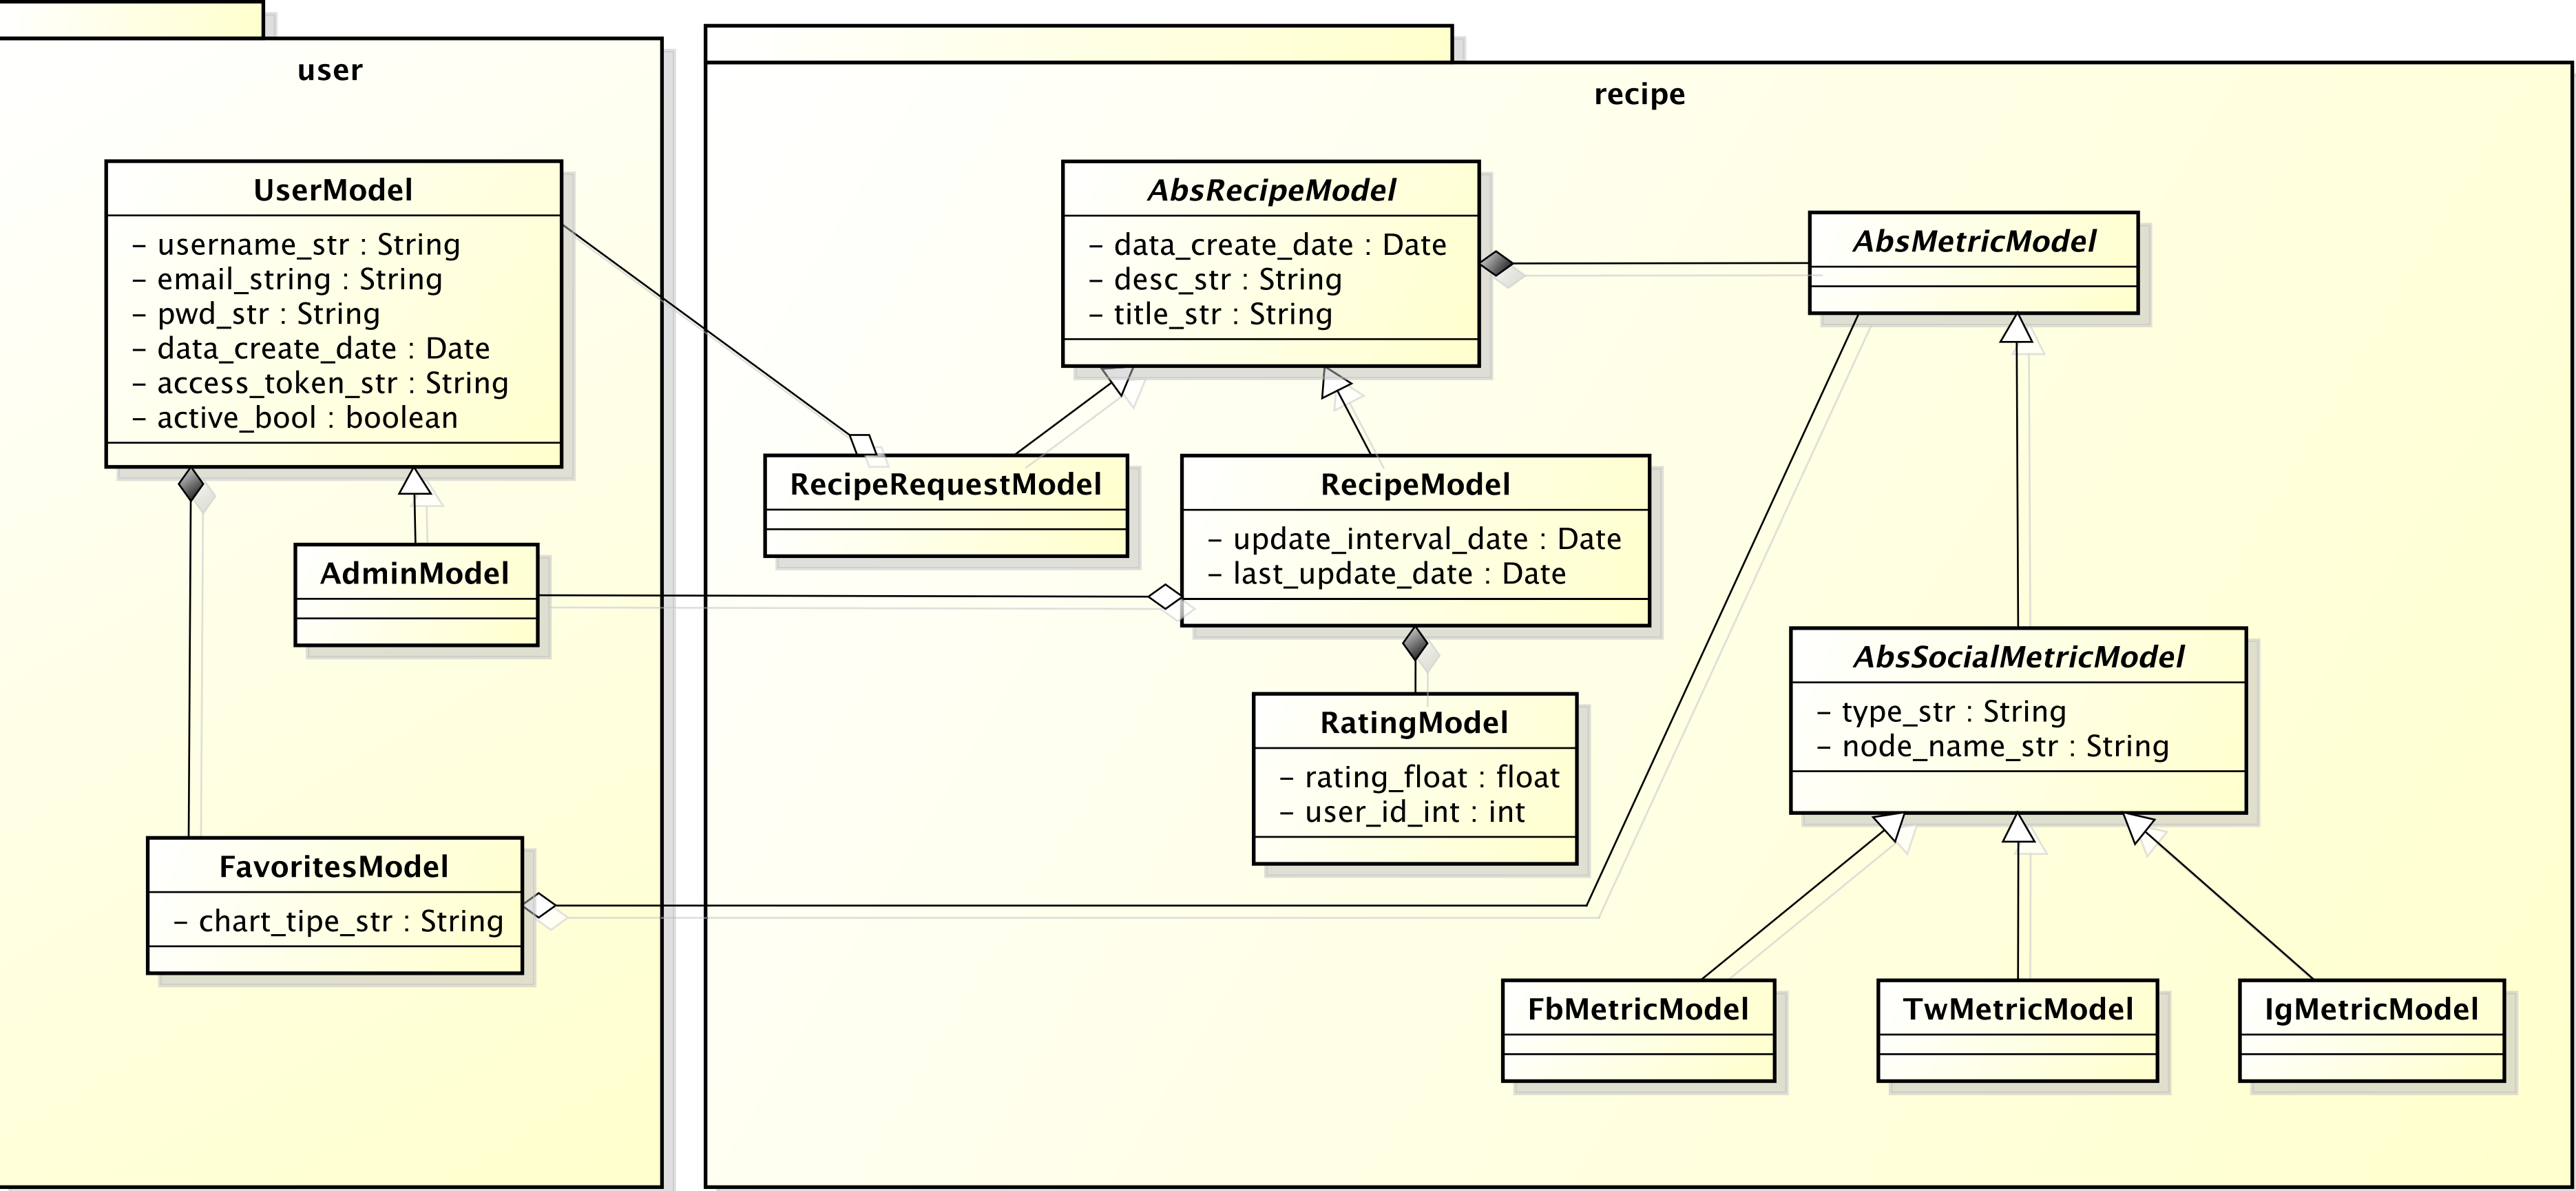 user
UserModel
- username_str : String
- email_string : String
- pwd_str : String
- data_create_date : Date
- access_token_str : String
- active_bool : boolean
AdminModel
FavoritesModel
- chart_tipe_str : String
recipe
AbsRecipeModel
- data_create_date : Date
- desc_str : String
- title_str : String
AbsMetricModel
RecipeRequestModel
RecipeModel
- update_interval_date : Date
- last_update_date : Date
RatingModel
- rating_float : float
- user_id_int : int
AbsSocialMetricModel
- type_str : String
- node_name_str : String
FbMetricModel
TwMetricModel
IgMetricModel